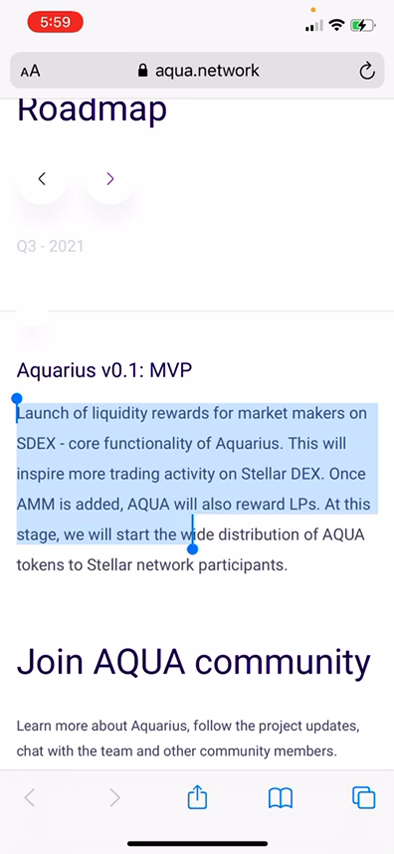 5:59
AA
aqua.network
Roadmap
Q3 - 2021
Aquarius v0.1: MVP
Launch of liquidity rewards for market makers on
SDEX - core functionality of Aquarius. This will
inspire more trading activity on Stellar DEX. Once
AMM is added, AQUA will also reward LPs. At this
stage, we will start the wide distribution of AQUA
tokens to Stellar network participants.
Join AQUA community
Learn more about Aquarius, follow the project updates,
chat with the team and other community members.